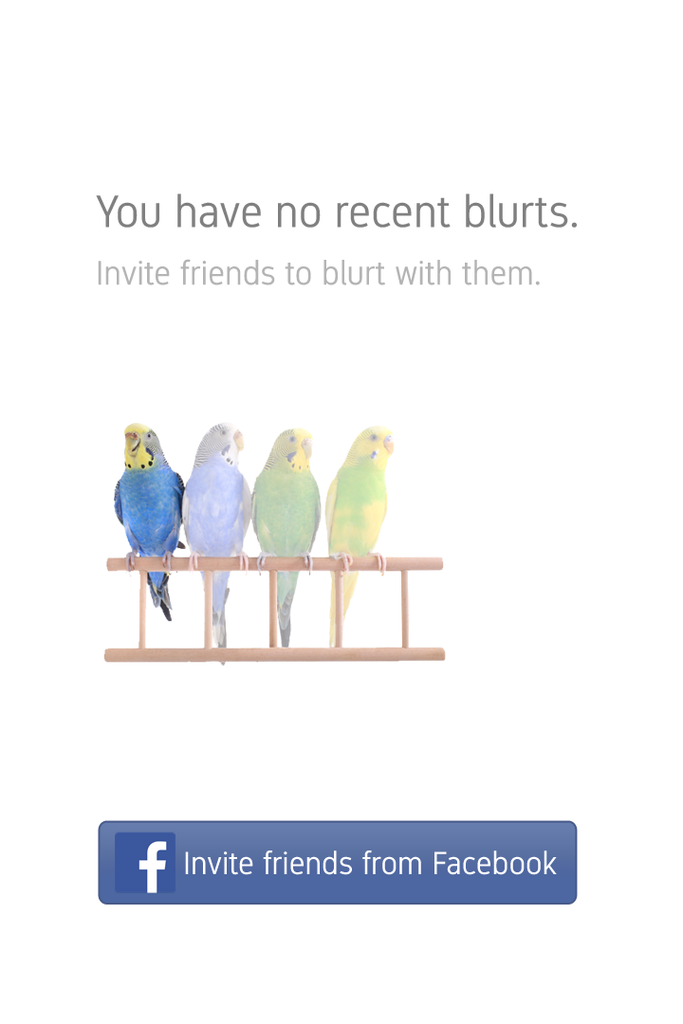 You have no recent blurts.
Invite friends to blurt with them.
Invite friends from Facebook